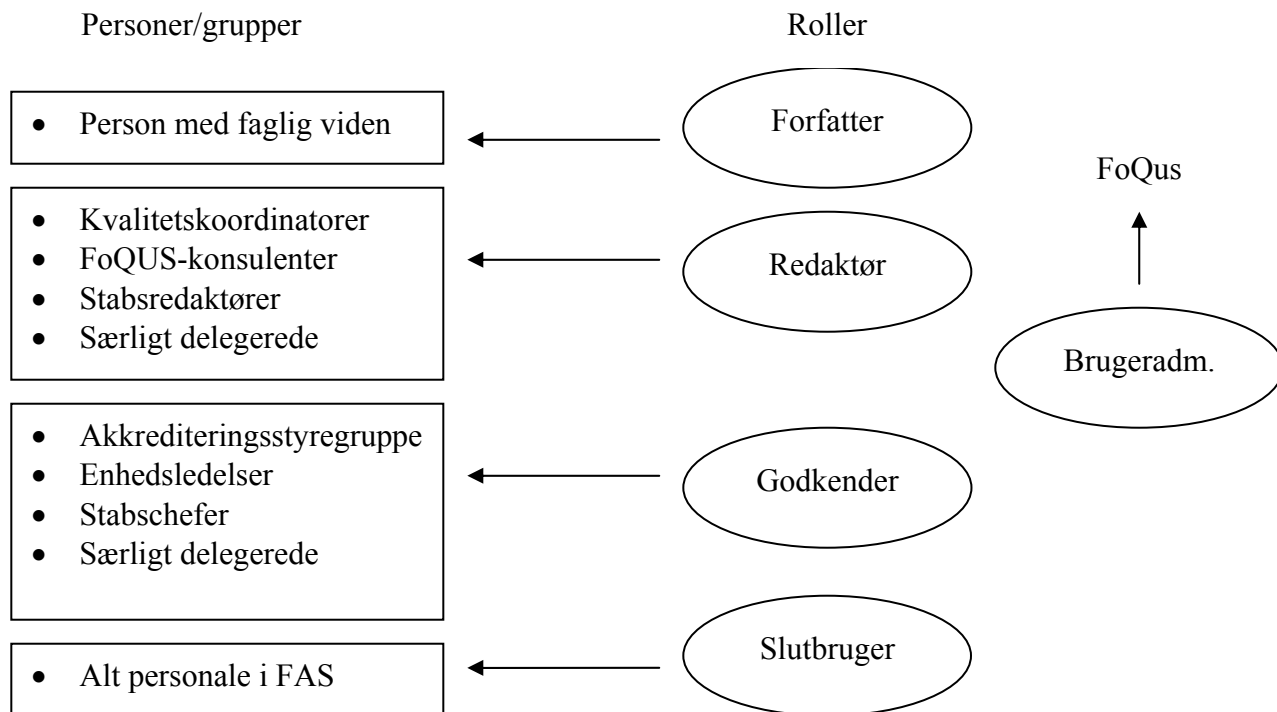 Personer/grupper
Roller
• Person med faglig viden
Forfatter
FoQus
• Kvalitetskoordinatorer
• FoQUS-konsulenter
• Stabsredaktører
• Særligt delegerede
Redaktør
Brugeradm.
• Akkrediteringsstyregruppe
• Enhedsledelser
• Stabschefer
• Særligt delegerede
Godkender
• Alt personale i FAS
Slutbruger